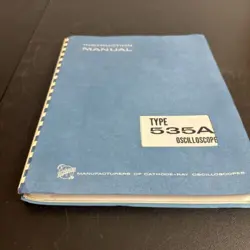 INSTRUCTION
MANUAL
TYPE
535A
OSCILLOSCOPE
MANUFACTURERS OF CATHODE-RAY OSCILLOSCOPES